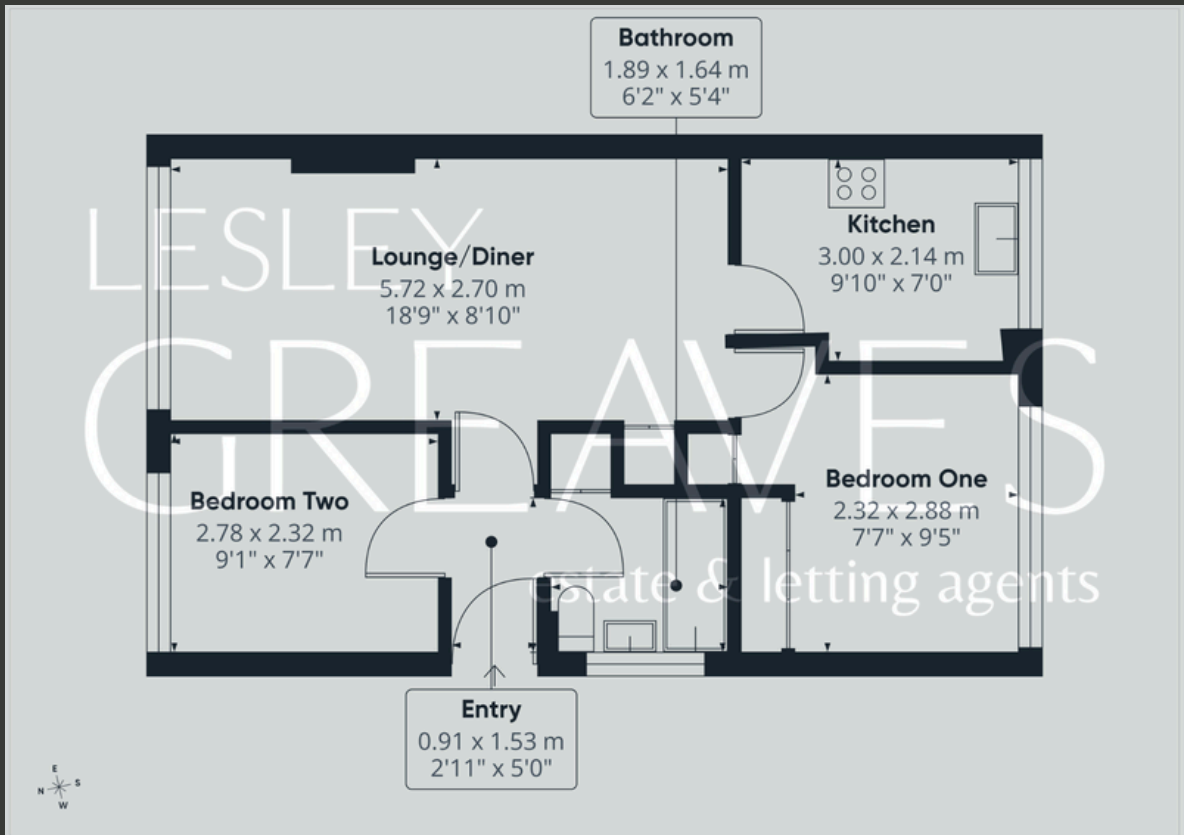 Bathroom
1.89 x 1.64 m
6'2" x 5'4"
LESLEY
GREAVES
estate & letting agents
Lounge/Diner
5.72 x 2.70 m
18'9" x 8'10"
Kitchen
3.00 x 2.14 m
9'10" x 7'0"
Bedroom Two
2.78 x 2.32 m
9'1" x 7'7"
Bedroom One
2.32 x 2.88 m
7'7" x 9'5"
Entry
0.91 x 1.53 m
2'11" x 5'0"
E
N S
W